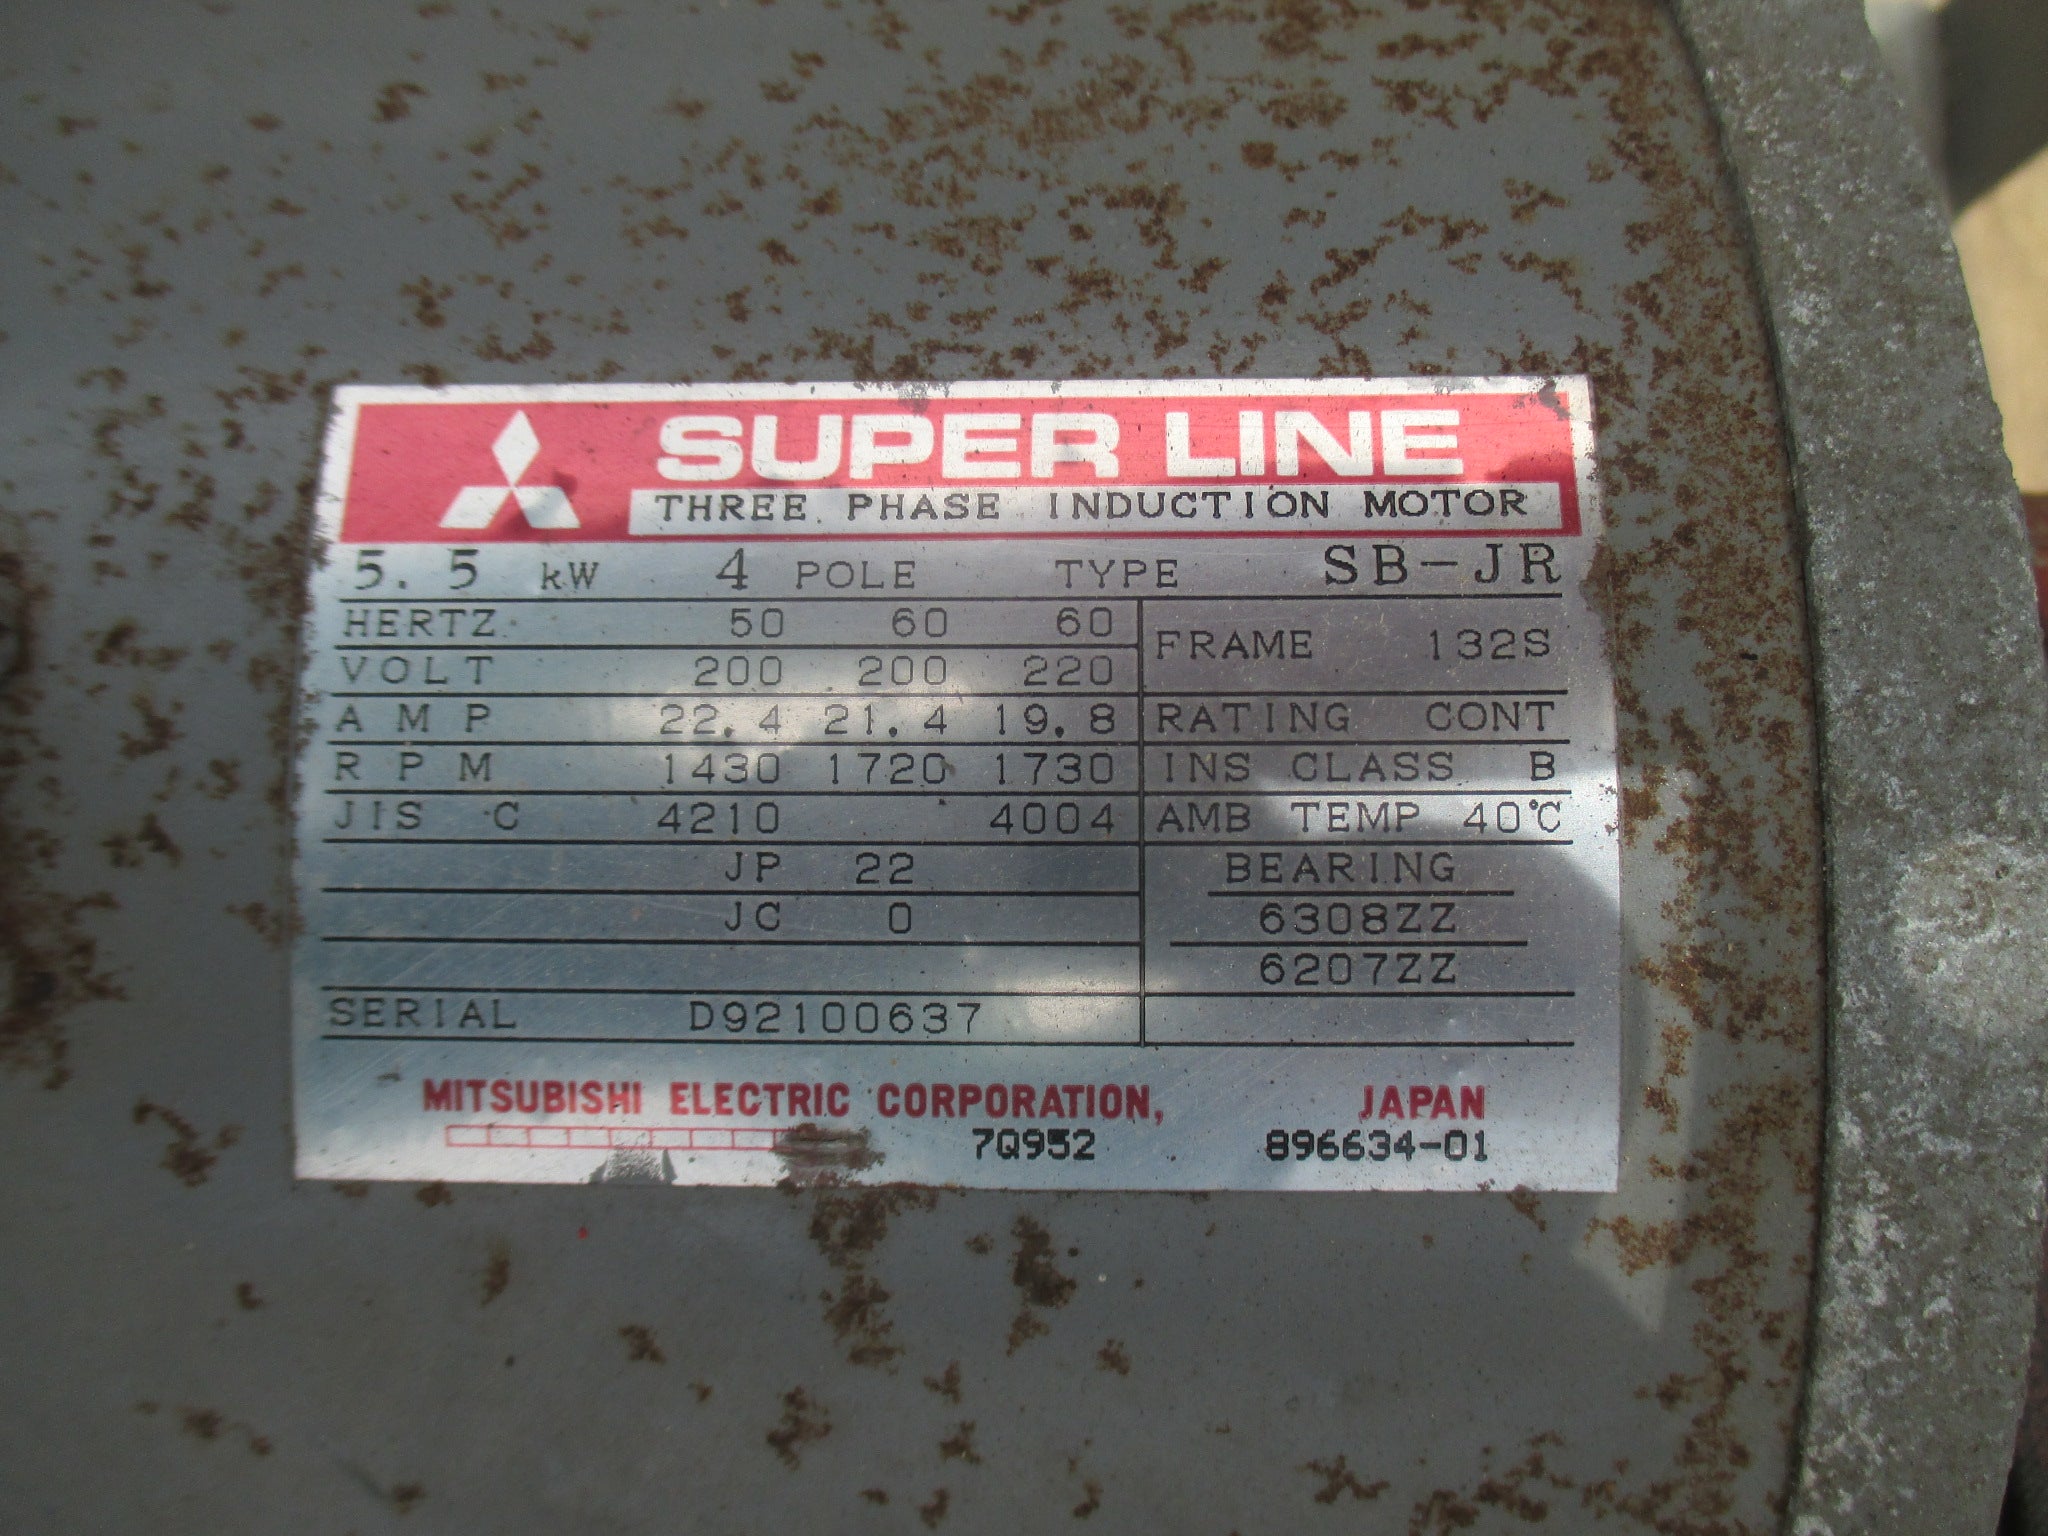 SUPER LINE
THREE PHASE INDUCTION MOTOR
5.5 kW 4 POLE TYPE SB-JR
HERTZ 50 60 60
VOLT 200 200 220
FRAME 132S
AMP 22.4 21.4 19.8 RATING CONT
RPM 1430 1720 1730 INS CLASS B
JIS C 4210 4004 AMB TEMP 40℃
JP 22 BEARING
JC 0 6308ZZ
6207ZZ
SERIAL D92100637
MITSUBISHI ELECTRIC CORPORATION, JAPAN
7Q952 896634-01